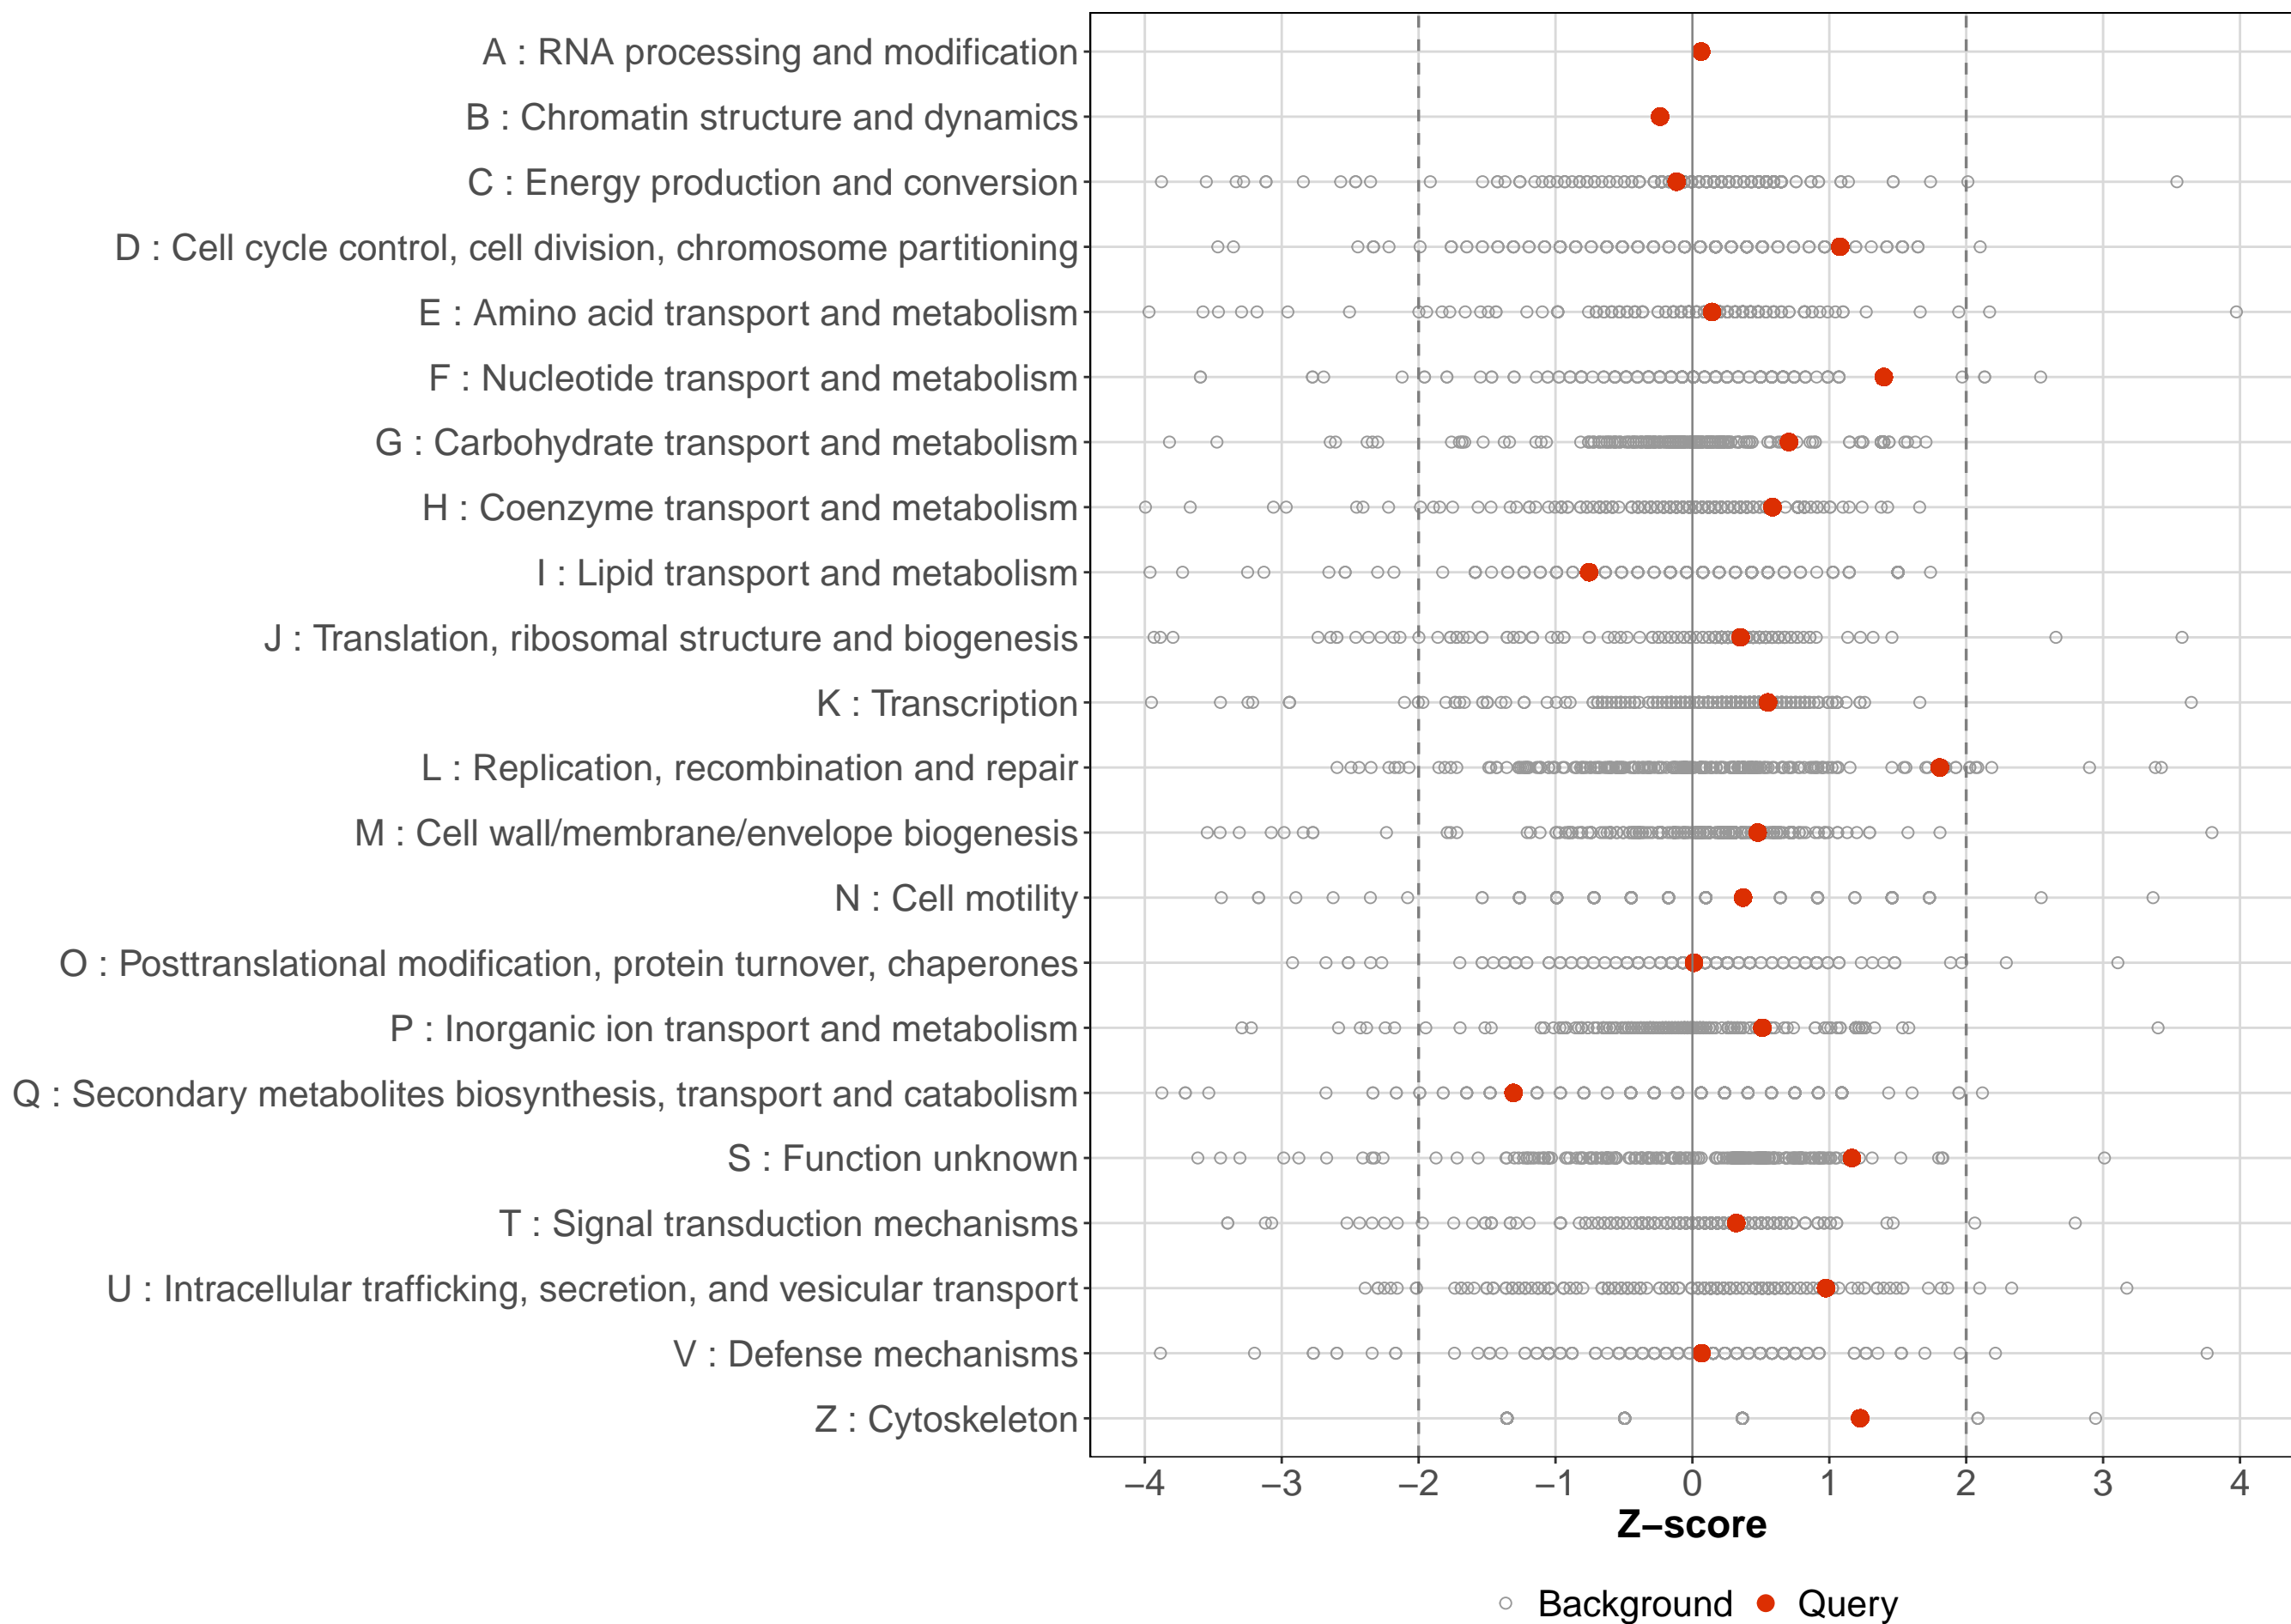 A : RNA processing and modification
B : Chromatin structure and dynamics
C : Energy production and conversion
D : Cell cycle control, cell division, chromosome partitioning
E : Amino acid transport and metabolism
F : Nucleotide transport and metabolism
G : Carbohydrate transport and metabolism
H : Coenzyme transport and metabolism
I : Lipid transport and metabolism
J : Translation, ribosomal structure and biogenesis
K : Transcription
L : Replication, recombination and repair
M : Cell wall/membrane/envelope biogenesis
N : Cell motility
O : Posttranslational modification, protein turnover, chaperones
P : Inorganic ion transport and metabolism
Q : Secondary metabolites biosynthesis, transport and catabolism
S : Function unknown
T : Signal transduction mechanisms
U : Intracellular trafficking, secretion, and vesicular transport
V : Defense mechanisms
Z : Cytoskeleton
−4 −3 −2 −1 0 1 2 3 4
Z−score
Background Query